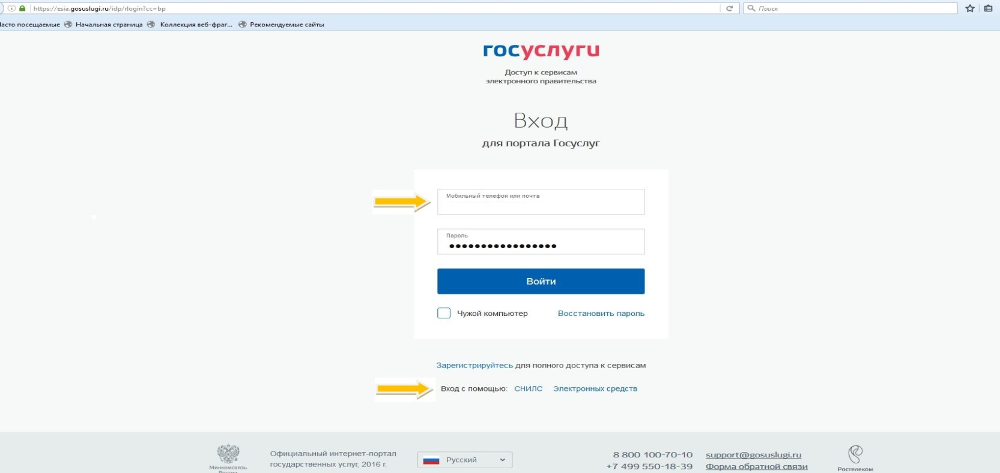 https://esia.gosuslugi.ru/idp/rlogin?cc=bp
Поиск
Часто посещаемые Начальная страница Коллекция веб-фраг... Рекомендуемые сайты
госуслуги
Доступ к сервисам
электронного правительства
Вход
для портала Госуслуг
Мобильный телефон или почта
Пароль
Войти
Чужой компьютер Восстановить пароль
Зарегистрируйтесь для полного доступа к сервисам
Вход с помощью: СНИЛС Электронных средств
Официальный интернет-портал
государственных услуг, 2016 г.
Русский
8 800 100-70-10 support@gosuslugi.ru
+7 499 550-18-39 Форма обратной связи
Минкомсвязь
России
Ростелеком